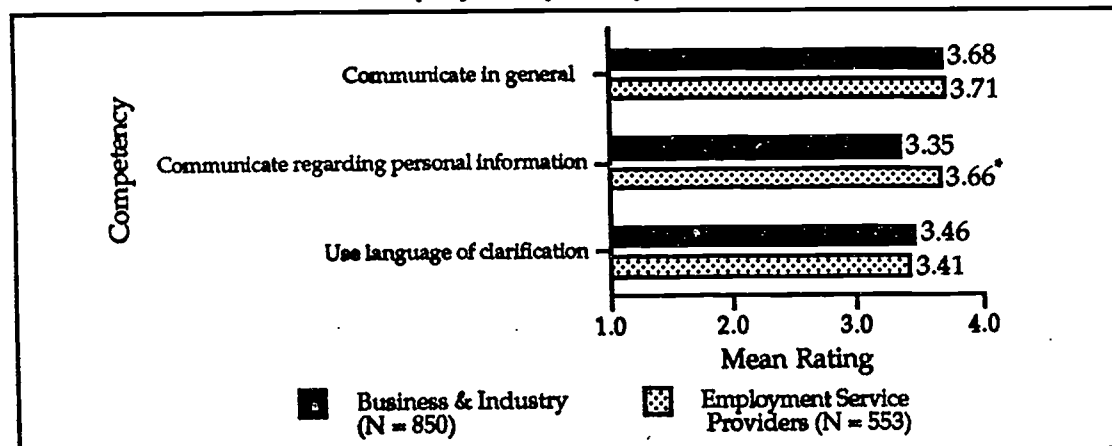 Competency
Communicate in general
3.68
3.71
Communicate regarding personal information
3.35
3.66*
Use language of clarification
3.46
3.41
1.0 2.0 3.0 4.0
Mean Rating
Business & Industry
(N = 850)
Employment Service
Providers (N = 553)